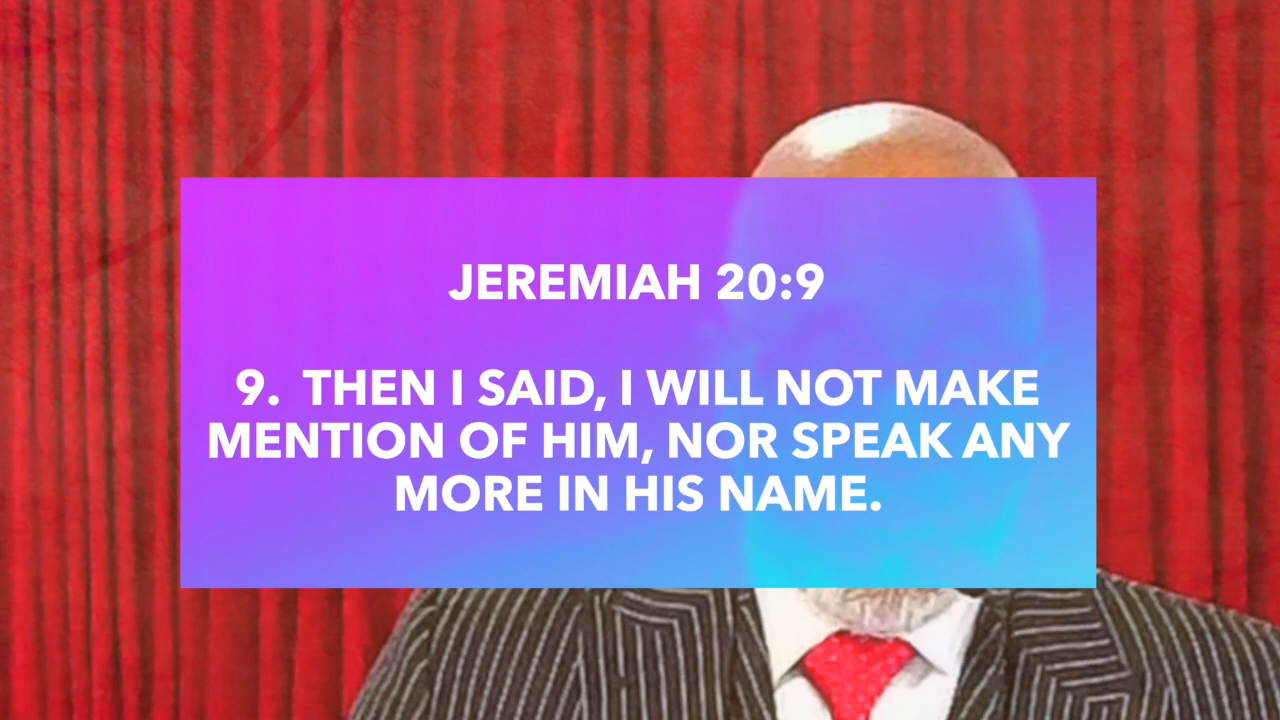 JEREMIAH 20:9
9. THEN I SAID, I WILL NOT MAKE
MENTION OF HIM, NOR SPEAK ANY
MORE IN HIS NAME.